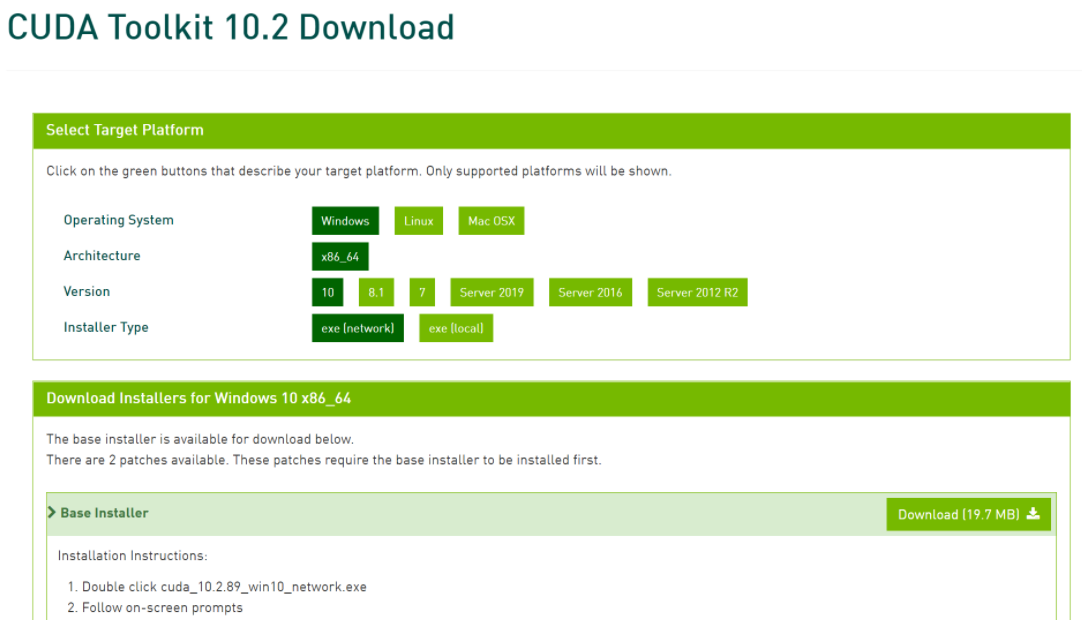 CUDA Toolkit 10.2 Download
Select Target Platform
Click on the green buttons that describe your target platform. Only supported platforms will be shown.
Operating System Windows Linux Mac OSX
Architecture x86_64
Version 10 8.1 7 Server 2019 Server 2016 Server 2012 R2
Installer Type exe (network) exe (local)
Download Installers for Windows 10 x86_64
The base installer is available for download below.
There are 2 patches available. These patches require the base installer to be installed first.
Base Installer Download (19.7 MB)
Installation Instructions:
1. Double click cuda_10.2.89_win10_network.exe
2. Follow on-screen prompts